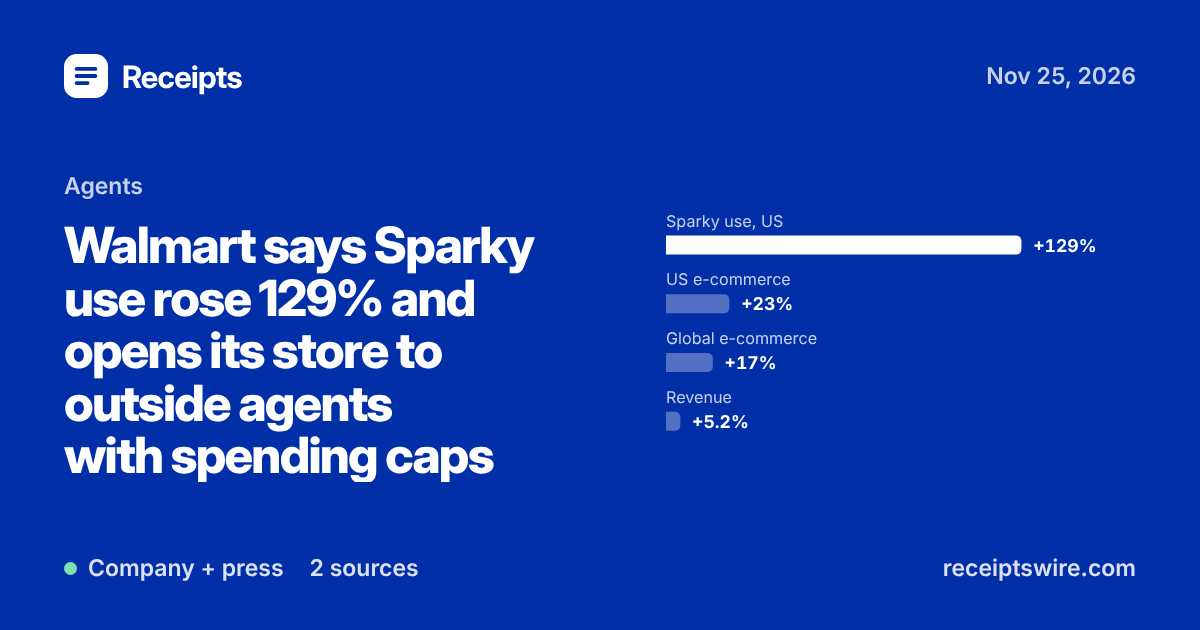 Receipts
Nov 25, 2026
Agents
Walmart says Sparky
use rose 129% and
opens its store to
outside agents
with spending caps
Sparky use, US
+129%
US e-commerce
+23%
Global e-commerce
+17%
Revenue
+5.2%
Company + press 2 sources
receiptswire.com